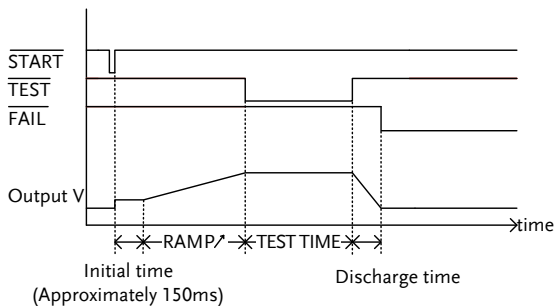 START
TEST
FAIL
Output V
time
RAMP↗
TEST TIME
Initial time
(Approximately 150ms)
Discharge time